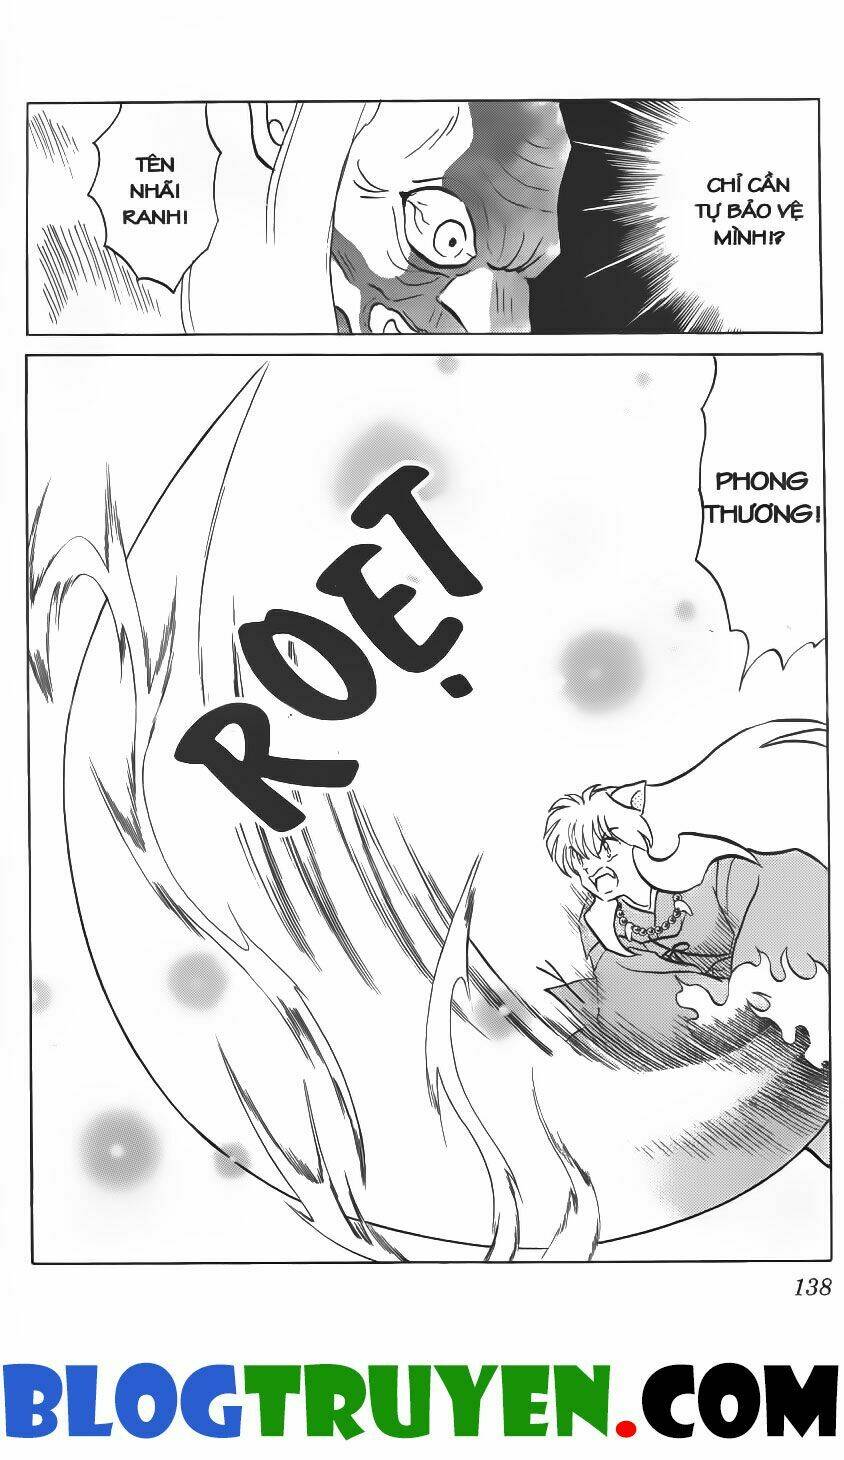 CHỈ CẦN
TỰ BẢO VỆ
MÌNH!?
TÊN
NHÃI
RANH!
PHONG
THƯƠNG!
ROẸT
138
BLOGTRUYEN.COM